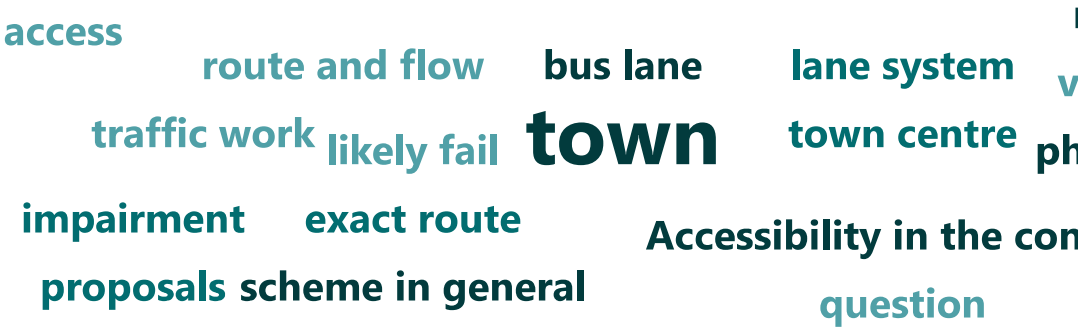 access
route and flow
bus lane
lane system
traffic work
likely fail
town
town centre
impairment
exact route
Accessibility in the
proposals
scheme in general
question